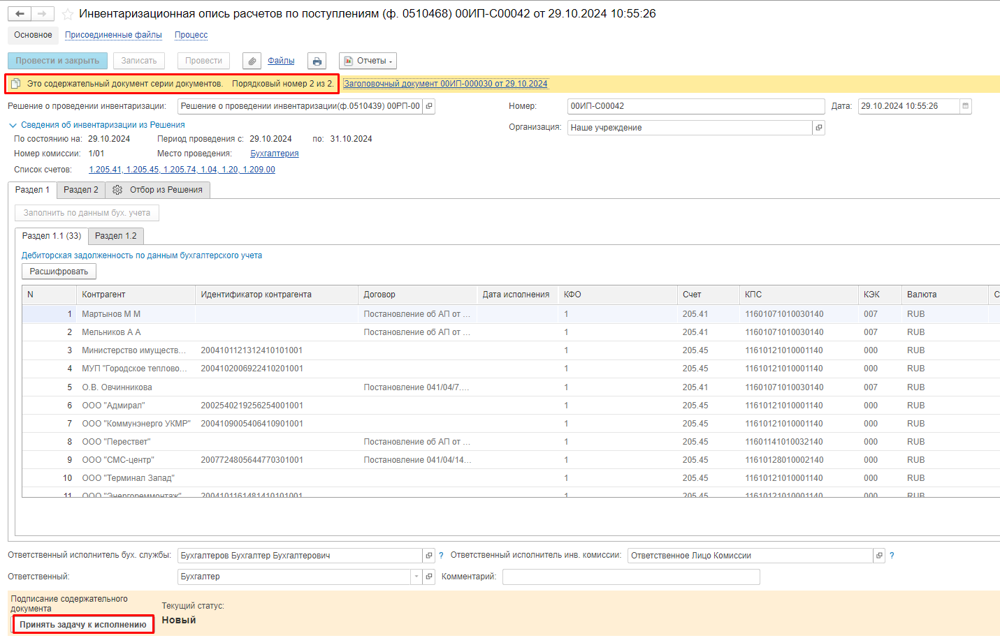 Инвентаризационная опись расчетов по поступлениям (ф. 0510468) 00ИП-С00042 от 29.10.2024 10:55:26
Основное Присоединенные файлы Процесс
Провести и закрыть Записать Провести Файлы Отчеты
Это содержательный документ серии документов. Порядковый номер 2 из 2. Заголовочный документ 00ИП-000030 от 29.10.2024
Решение о проведении инвентаризации: Решение о проведении инвентаризации(ф.0510439) 00РП-00 Номер: 00ИП-С00042 Дата: 29.10.2024 10:55:26
Сведения об инвентаризации из Решения Организация: Наше учреждение
По состоянию на: 29.10.2024 Период проведения с: 29.10.2024 по: 31.10.2024
Номер комиссии: 1/01 Место проведения: Бухгалтерия
Список счетов: 1.205.41, 1.205.45, 1.205.74, 1.04, 1.20, 1.209.00
Раздел 1 Раздел 2 Отбор из Решения
Заполнить по данным бух. учета
Раздел 1.1 (33) Раздел 1.2
Дебиторская задолженность по данным бухгалтерского учета
Расшифровать
N Контрагент Идентификатор контрагента Договор Дата исполнения КФО Счет КПС КЭК Валюта С
1 Мартынов М М Постановление об АП от ... 1 205.41 11601071010030140 007 RUB
2 Мельников А А Постановление об АП от ... 1 205.41 11601071010030140 007 RUB
3 Министерство имуществ... 2004101121312410101001 1 205.45 11610121010001140 000 RUB
4 МУП "Городское теплово... 2004102006922410201001 1 205.45 11610121010001140 000 RUB
5 О.В. Овчинникова Постановление 041/04/7.... 1 205.41 11601071010030140 007 RUB
6 ООО "Адмирал" 2002540219256254001001 1 205.45 11610121010001140 000 RUB
7 ООО "Коммунэнерго УКМР" 2004109005406410901001 1 205.45 11610121010001140 000 RUB
8 ООО "Перествет" Постановление об АП от ... 1 205.45 11601141010032140 000 RUB
9 ООО "СМС-центр" 2007724805644770301001 Постановление 041/04/14... 1 205.45 11610128010002140 000 RUB
10 ООО "Терминал Запад" 1 205.45 11610121010001140 000 RUB
11 ООО "Энергореммонтаж" 2004101161481410101001 1 205.45 11610121010001140 000 RUB
Ответственный исполнитель бух. службы: Бухгалтеров Бухгалтер Бухгалтерович ? Ответственный исполнитель инв. комиссии: Ответственное Лицо Комиссии ?
Ответственный: Бухгалтер Комментарий:
Подписание содержательного
документа Текущий статус:
Принять задачу к исполнению Новый